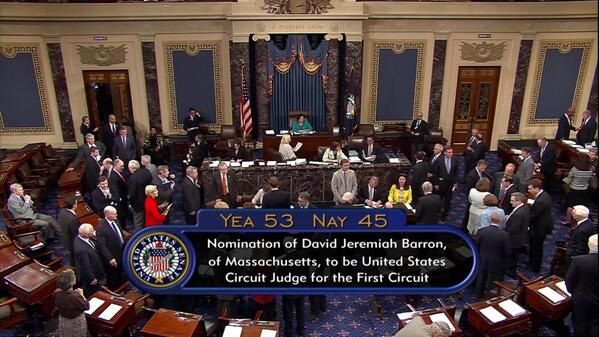 YEA 53 NAY 45
Nomination of David Jeremiah Barron,
of Massachusetts, to be United States
Circuit Judge for the First Circuit